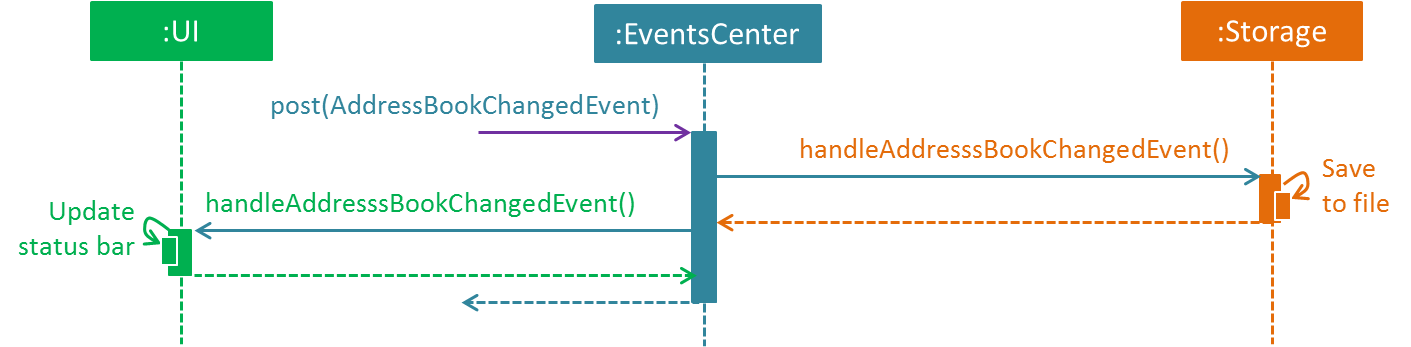 :UI
:EventsCenter
:Storage
post(AddressBookChangedEvent)
handleAddresssBookChangedEvent()
Save
to file
handleAddresssBookChangedEvent()
Update
status bar